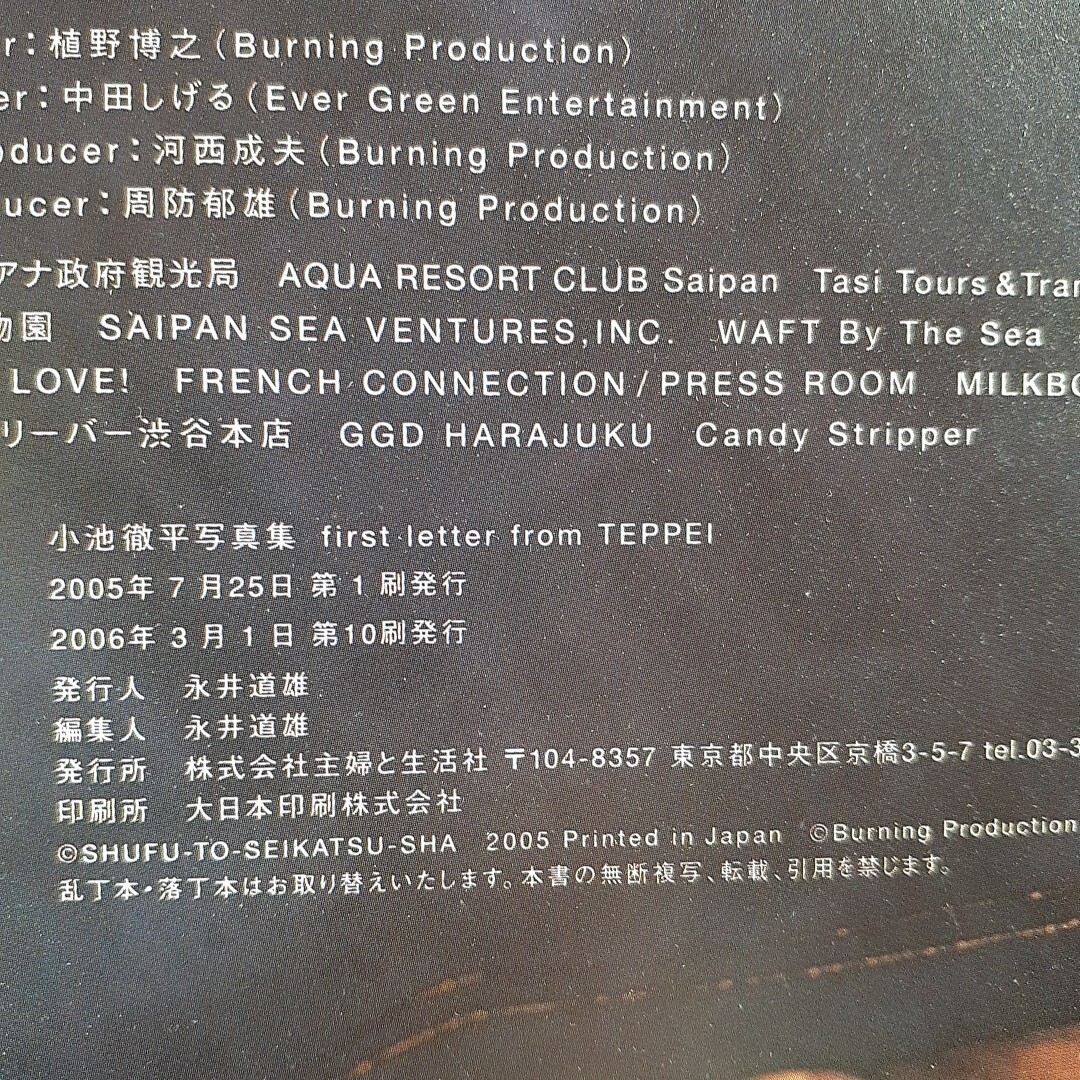 r：植野博之（Burning Production）
er：中田しげる（Ever Green Entertainment）
oducer：河西成夫（Burning Production）
ucer：周防郁雄（Burning Production）
アナ政府観光局　AQUA RESORT CLUB Saipan　Tasi Tours &Tran
物園　SAIPAN SEA VENTURES,INC.　WAFT By The Sea
LOVE!　FRENCH CONNECTION/PRESS ROOM　MILKBO
リーバー渋谷本店　GGD HARAJUKU　Candy Stripper
小池徹平写真集 first letter from TEPPEI
2005年 7 月25日 第 1 刷発行
2006年 3 月 1 日 第10刷発行
発行人　永井道雄
編集人　永井道雄
発行所　株式会社主婦と生活社 〒104-8357 東京都中央区京橋3-5-7 tel.03-3
印刷所　大日本印刷株式会社
©SHUFU-TO-SEIKATSU-SHA　2005 Printed in Japan　©Burning Production
乱丁本・落丁本はお取り替えいたします。本書の無断複写、転載、引用を禁じます。